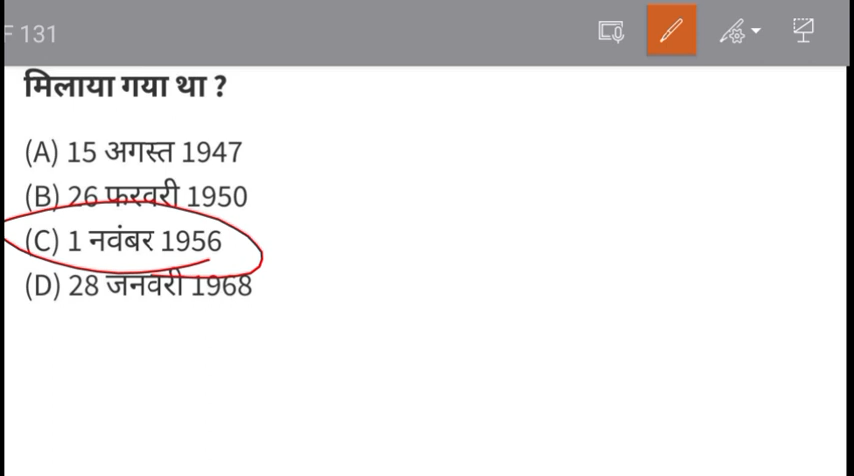 F 131
मिलाया गया था ?
(A) 15 अगस्त 1947
(B) 26 फरवरी 1950
(C) 1 नवंबर 1956
(D) 28 जनवरी 1968